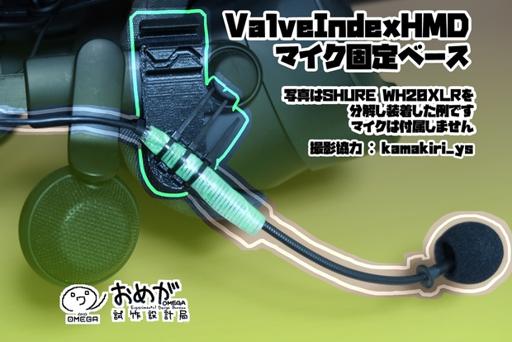 ValveIndexHMD
マイク固定ベース
写真はSHURE WH20XLRを
分解し装着した例です
マイクは付属しません
撮影協力：kamakiri_ys
おめが
OMEGA
Experimental Design Bureau
試作設計局
OMEGA